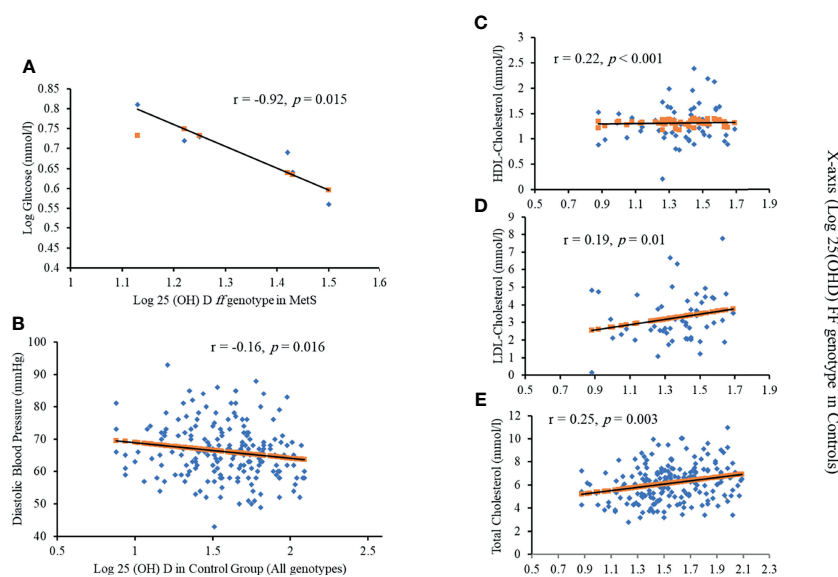 A
r = -0.92, p = 0.015
Log Glucose (mmol/l)
0.85
0.8
0.75
0.7
0.65
0.6
0.55
0.5
0.45
0.4
1 1.1 1.2 1.3 1.4 1.5 1.6
Log 25 (OH) D ff genotype in MetS
B
r = -0.16, p = 0.016
Diastolic Blood Pressure (mmHg)
100
90
80
70
60
50
40
0.5 1 1.5 2 2.5
Log 25 (OH) D in Control Group (All genotypes)
C
r = 0.22, p < 0.001
HDL-Cholesterol (mmol/l)
3
2.5
2
1.5
1
0.5
0
0.5 0.7 0.9 1.1 1.3 1.5 1.7 1.9
D
r = 0.19, p = 0.01
LDL-Cholesterol (mmol/l)
9
8
7
6
5
4
3
2
1
0
0.5 0.7 0.9 1.1 1.3 1.5 1.7 1.9
E
r = 0.25, p = 0.003
Total Cholesterol (mmol/l)
12
10
8
6
4
2
0
0.5 0.7 0.9 1.1 1.3 1.5 1.7 1.9 2.1 2.3
X-axis (Log 25(OHD) FF genotype in Controls)